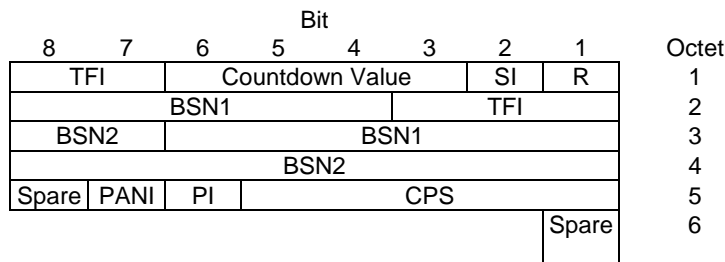 Bit
8 7 6 5 4 3 2 1 Octet
TFI Countdown Value SI R 1
BSN1 TFI 2
BSN2 BSN1 3
BSN2 4
Spare PANI PI CPS 5
Spare 6